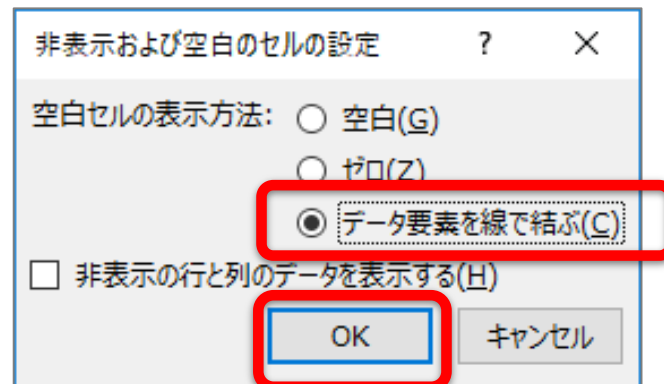 非表示および空白のセルの設定 ? ×
空白セルの表示方法: 空白(G)
ゼロ(Z)
データ要素を線で結ぶ(C)
非表示の行と列のデータを表示する(H)
OK キャンセル